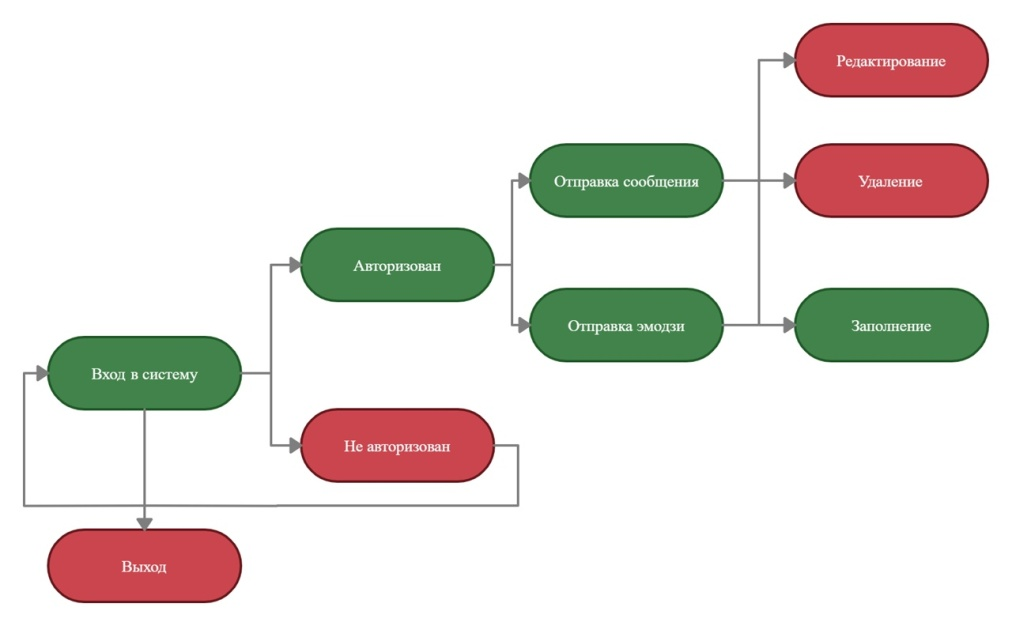 Редактирование
Отправка сообщения
Удаление
Авторизован
Отправка эмодзи
Заполнение
Вход в систему
Не авторизован
Выход